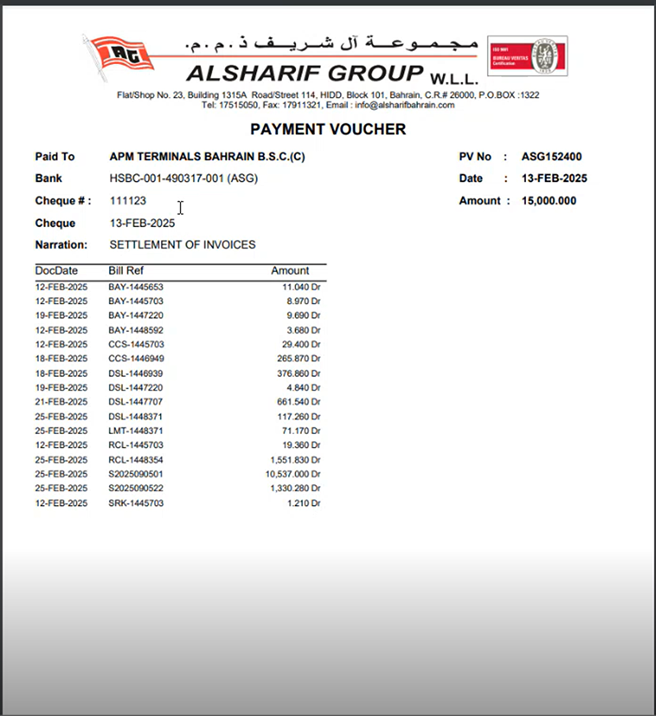 مجموعة آل شريف ذ.م.م.
ASG
ISO 9001
BUREAU VERITAS
Certification
ALSHARIF GROUP W.L.L.
Flat/Shop No. 23, Building 1315A Road/Street 114, HIDD, Block 101, Bahrain, C.R.# 26000, P.O.BOX :1322
Tel: 17515050, Fax: 17911321, Email : info@alsharifbahrain.com
PAYMENT VOUCHER
Paid To APM TERMINALS BAHRAIN B.S.C.(C) PV No : ASG152400
Bank HSBC-001-490317-001 (ASG) Date : 13-FEB-2025
Cheque # : 111123 Amount : 15,000.000
Cheque 13-FEB-2025
Narration: SETTLEMENT OF INVOICES
DocDate Bill Ref Amount
12-FEB-2025 BAY-1445653 11.040 Dr
12-FEB-2025 BAY-1445703 8.970 Dr
19-FEB-2025 BAY-1447220 9.690 Dr
12-FEB-2025 BAY-1448592 3.680 Dr
12-FEB-2025 CCS-1445703 29.400 Dr
18-FEB-2025 CCS-1446949 265.870 Dr
18-FEB-2025 DSL-1446939 376.860 Dr
19-FEB-2025 DSL-1447220 4.840 Dr
21-FEB-2025 DSL-1447707 661.540 Dr
25-FEB-2025 DSL-1448371 117.260 Dr
25-FEB-2025 LMT-1448371 71.170 Dr
12-FEB-2025 RCL-1445703 19.360 Dr
25-FEB-2025 RCL-1448354 1,551.830 Dr
25-FEB-2025 S2025090501 10,537.000 Dr
25-FEB-2025 S2025090522 1,330.280 Dr
12-FEB-2025 SRK-1445703 1.210 Dr